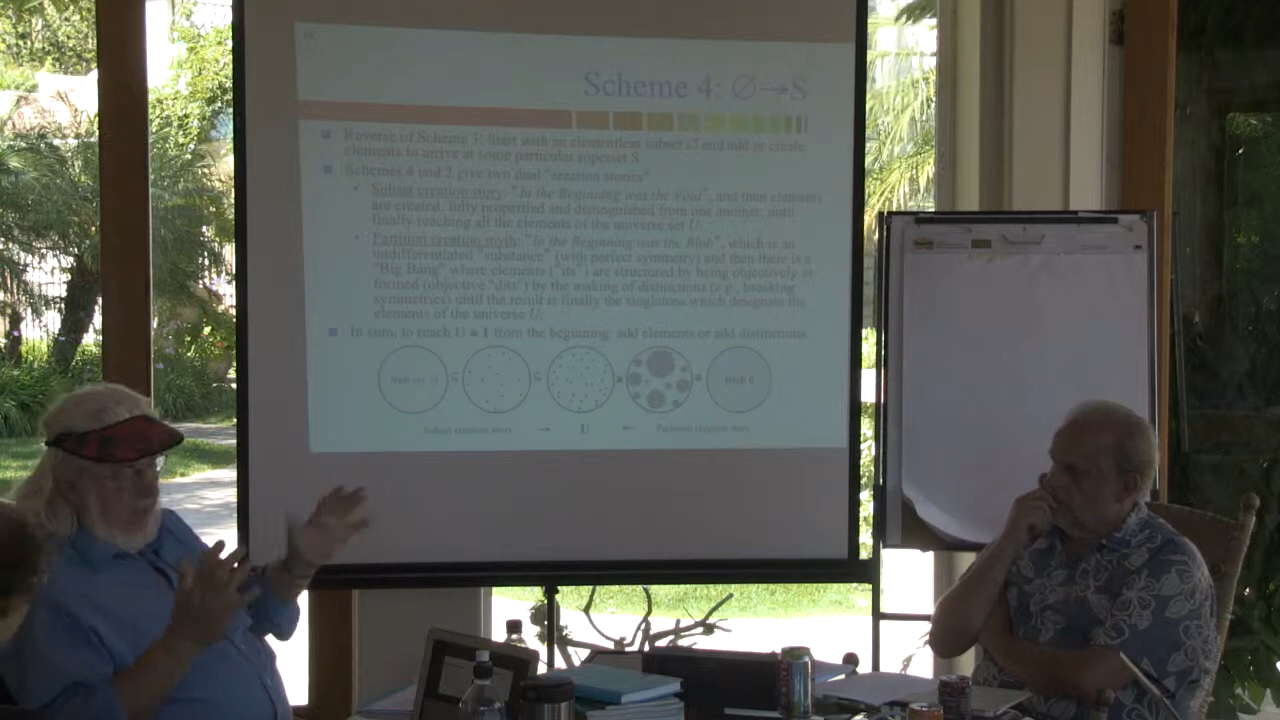 Scheme 4: ∅→S
Reverse of Scheme 3: Start with an elementless subset ∅ and add or create
elements to arrive at some particular superset S.
Schemes 4 and 2 give two dual "creation stories"
Subset creation story: "In the Beginning was the Void", and then elements
are created, fully propertied and distinguished from one another, until
finally reaching all the elements of the universe set U.
Partition creation myth: "In the Beginning was the Blob", which is an
undifferentiated "substance" (with perfect symmetry) and then there is a
"Big Bang" where elements ("its") are structured by being objectively in-
formed (objective "dits") by the making of distinctions (e.g., breaking
symmetries) until the result is finally the singletons which designate the
elements of the universe U.
In sum, to reach U ≈ 1 from the beginning: add elements or add distinctions.
Null set ∅
Blob 0
Subset creation story → U ← Partition creation story